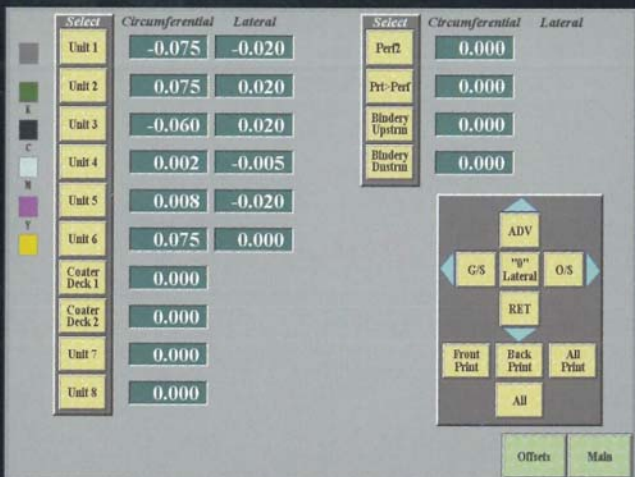 Select Circumferential Lateral
Unit 1 -0.075 -0.020
Unit 2 0.075 0.020
Unit 3 -0.060 0.020
Unit 4 0.002 -0.005
Unit 5 0.008 -0.020
Unit 6 0.075 0.000
Coater Deck 1 0.000
Coater Deck 2 0.000
Unit 7 0.000
Unit 8 0.000
K
C
M
Y
Select Circumferential Lateral
Perf2 0.000
Prt>Perf 0.000
Bindery Upstrm 0.000
Bindery Dnstrm 0.000
ADV
G/S "0" Lateral O/S
RET
Front Print Back Print All Print
All
Offsets Main